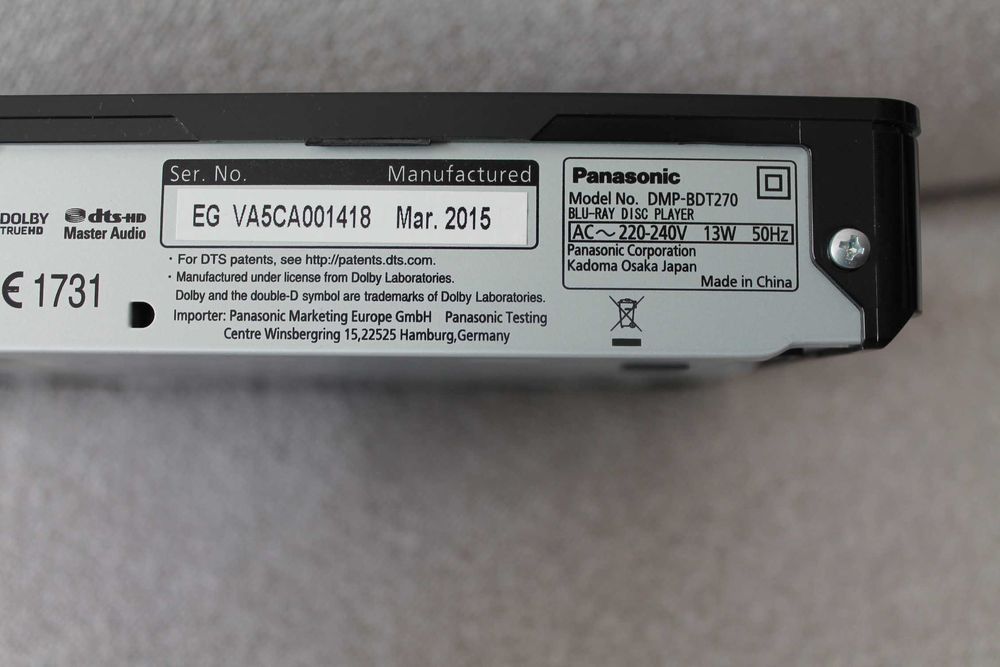 Ser. No. Manufactured
EG VA5CA001418 Mar. 2015
DOLBY
TRUEHD
dts-HD
Master Audio
CE 1731
· For DTS patents, see http://patents.dts.com.
· Manufactured under license from Dolby Laboratories.
Dolby and the double-D symbol are trademarks of Dolby Laboratories.
Importer: Panasonic Marketing Europe GmbH Panasonic Testing
Centre Winsbergring 15,22525 Hamburg,Germany
Panasonic
Model No. DMP-BDT270
BLU-RAY DISC PLAYER
AC～ 220-240V 13W 50Hz
Panasonic Corporation
Kadoma Osaka Japan
Made in China